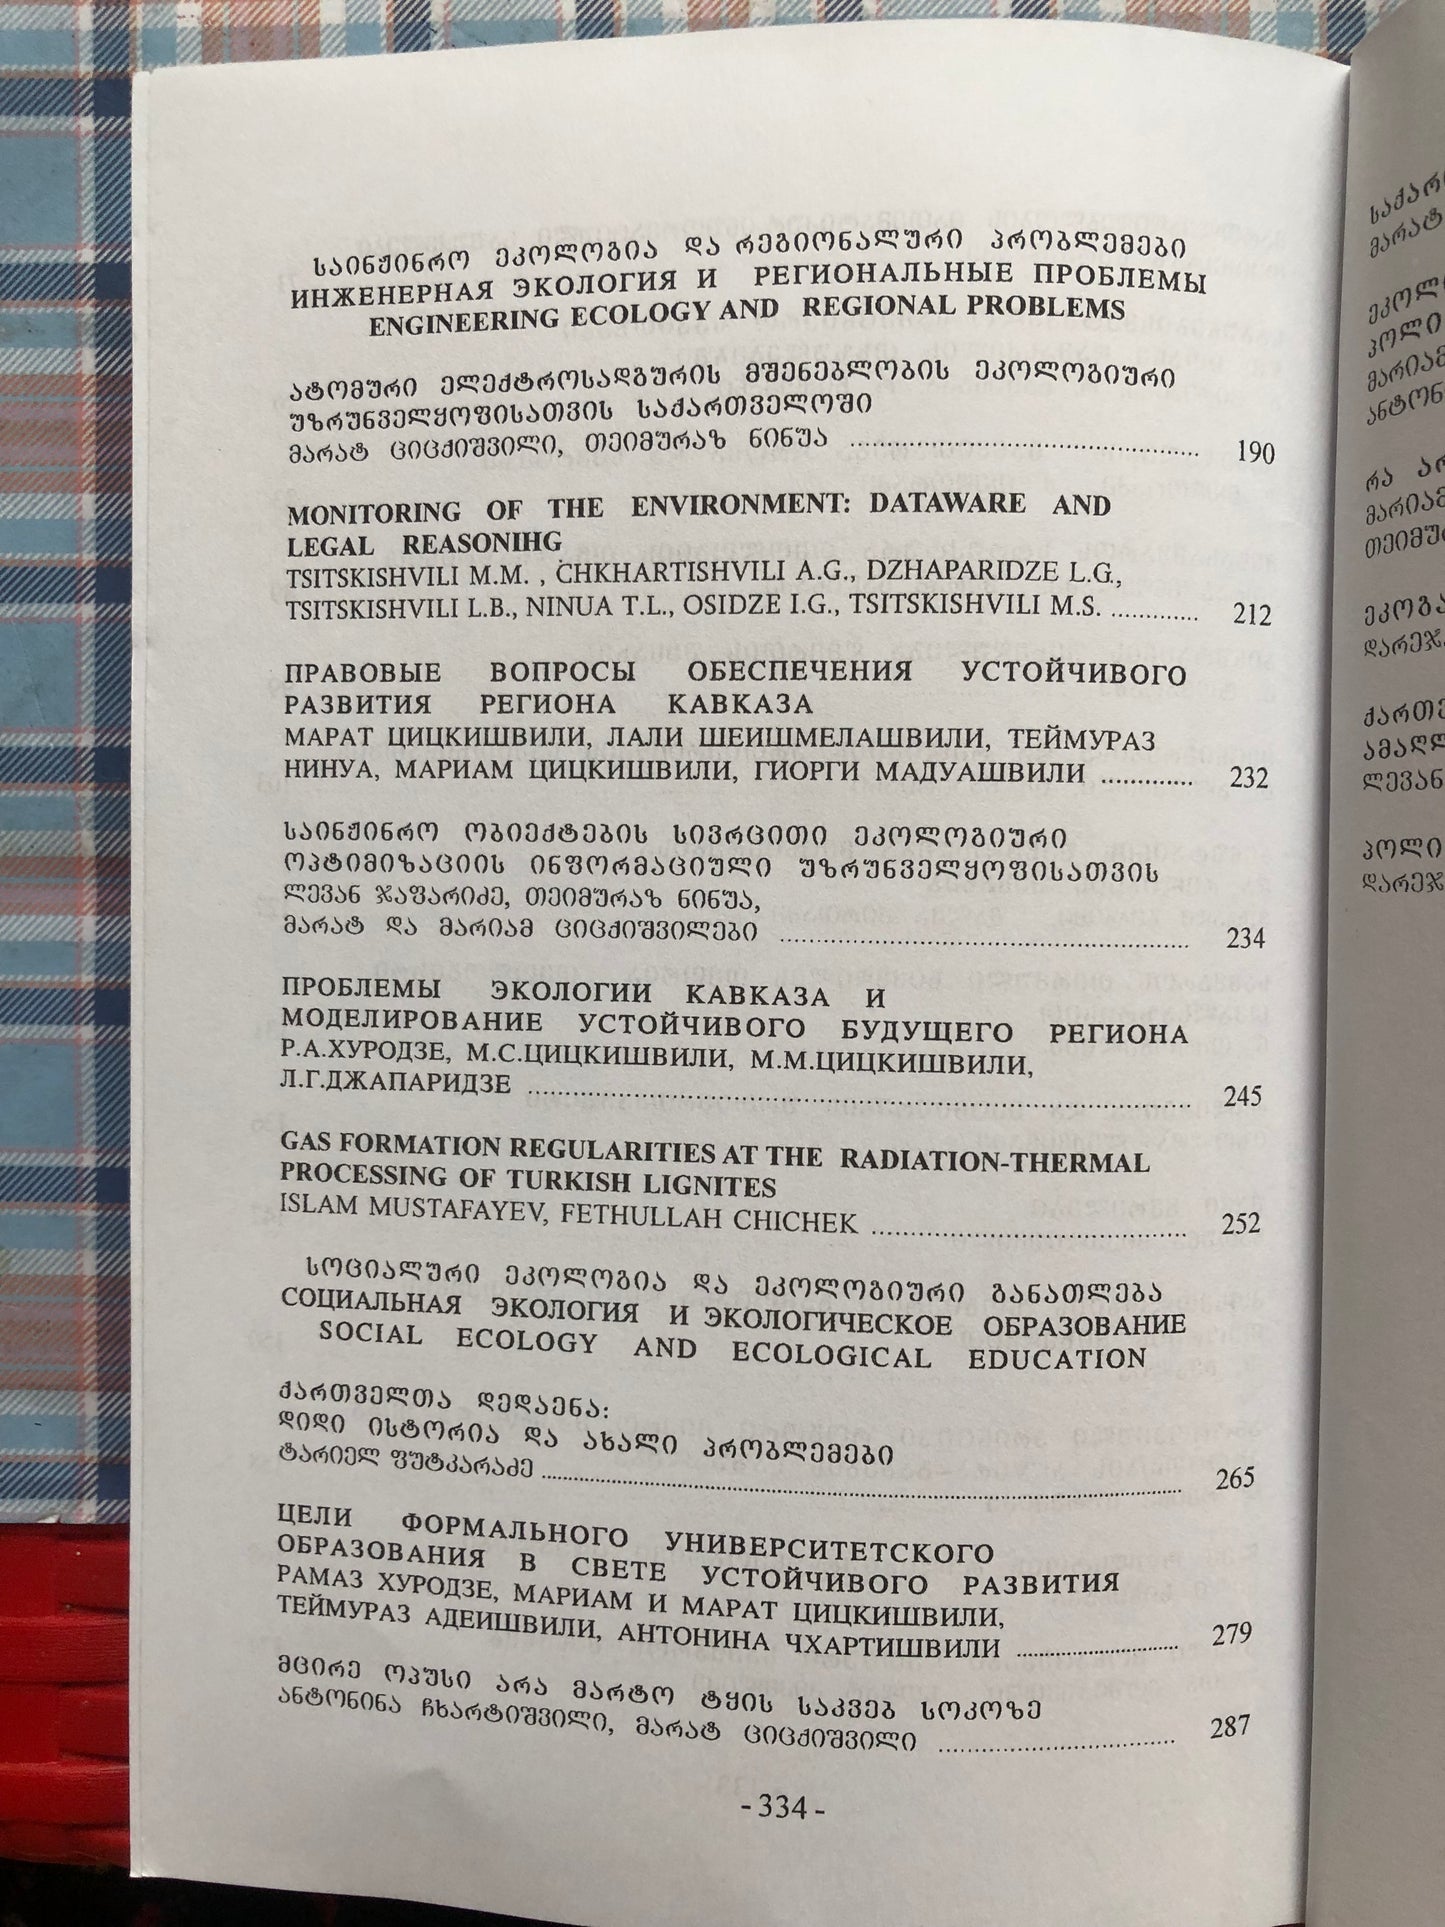 საინჟინრო ეკოლოგია და რეგიონალური პრობლემები
ИНЖЕНЕРНАЯ ЭКОЛОГИЯ И РЕГИОНАЛЬНЫЕ ПРОБЛЕМЫ
ENGINEERING ECOLOGY AND REGIONAL PROBLEMS
ატომური ელექტროსადგურის მშენებლობის ეკოლოგიური
უზრუნველყოფისათვის საქართველოში
მარატ ციცქიშვილი, თეიმურაზ ნინუა ........................................ 190
MONITORING OF THE ENVIRONMENT: DATAWARE AND
LEGAL REASONIHG
TSITSKISHVILI M.M. , CHKHARTISHVILI A.G., DZHAPARIDZE L.G.,
TSITSKISHVILI L.B., NINUA T.L., OSIDZE I.G., TSITSKISHVILI M.S. ............. 212
ПРАВОВЫЕ ВОПРОСЫ ОБЕСПЕЧЕНИЯ УСТОЙЧИВОГО
РАЗВИТИЯ РЕГИОНА КАВКАЗА
МАРАТ ЦИЦКИШВИЛИ, ЛАЛИ ШЕИШМЕЛАШВИЛИ, ТЕЙМУРАЗ
НИНУА, МАРИАМ ЦИЦКИШВИЛИ, ГИОРГИ МАДУАШВИЛИ ............. 232
საინჟინრო ობიექტების სივრცითი ეკოლოგიური
ოპტიმიზაციის ინფორმაციული უზრუნველყოფისათვის
ლევან ჯაფარიძე, თეიმურაზ ნინუა,
მარატ და მარიამ ციცქიშვილები ........................................ 234
ПРОБЛЕМЫ ЭКОЛОГИИ КАВКАЗА И
МОДЕЛИРОВАНИЕ УСТОЙЧИВОГО БУДУЩЕГО РЕГИОНА
Р.А.ХУРОДЗЕ, М.С.ЦИЦКИШВИЛИ, М.М.ЦИЦКИШВИЛИ,
Л.Г.ДЖАПАРИДЗЕ ........................................ 245
GAS FORMATION REGULARITIES AT THE RADIATION-THERMAL
PROCESSING OF TURKISH LIGNITES
ISLAM MUSTAFAYEV, FETHULLAH CHICHEK ........................................ 252
სოციალური ეკოლოგია და ეკოლოგიური განათლება
СОЦИАЛЬНАЯ ЭКОЛОГИЯ И ЭКОЛОГИЧЕСКОЕ ОБРАЗОВАНИЕ
SOCIAL ECOLOGY AND ECOLOGICAL EDUCATION
ქართველთა დედაენა:
დიდი ისტორია და ახალი პრობლემები
ტარიელ ფუტკარაძე ........................................ 265
ЦЕЛИ ФОРМАЛЬНОГО УНИВЕРСИТЕТСКОГО
ОБРАЗОВАНИЯ В СВЕТЕ УСТОЙЧИВОГО РАЗВИТИЯ
РАМАЗ ХУРОДЗЕ, МАРИАМ И МАРАТ ЦИЦКИШВИЛИ,
ТЕЙМУРАЗ АДЕИШВИЛИ, АНТОНИНА ЧХАРТИШВИЛИ ...................... 279
მცირე ოპუსი არა მარტო ტყის საკვებ სოკოზე
ანტონინა ჩხარტიშვილი, მარატ ციცქიშვილი ........................ 287
- 334 -